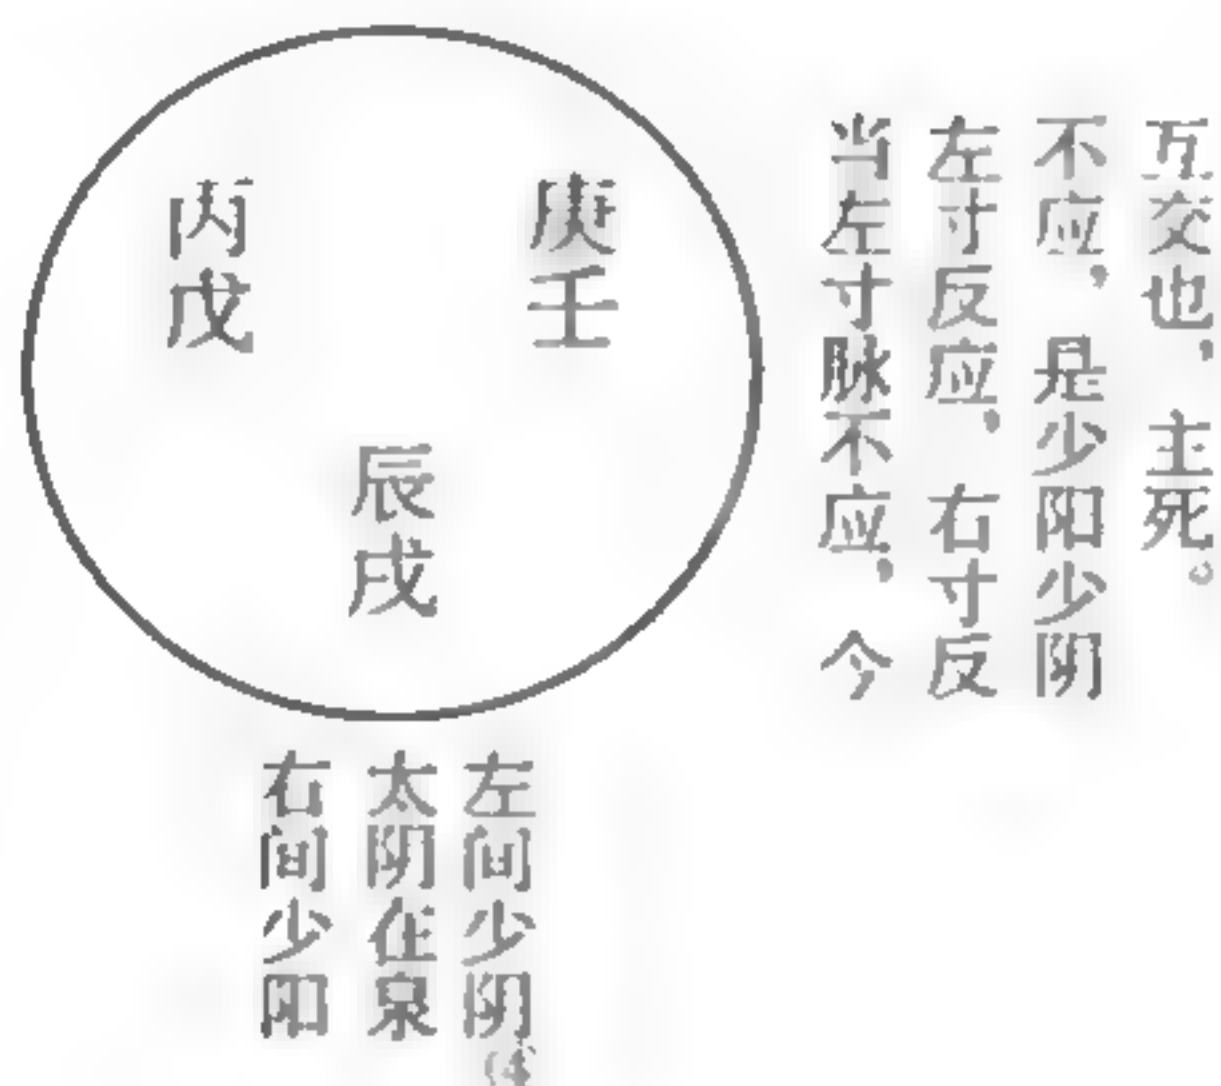 丙戊
庚壬
辰戌
右间少阳
太阴在泉
左间少阴(4
当左寸脉不应，今
左寸反应，右寸反
不应，是少阳少阴
互交也，主死。